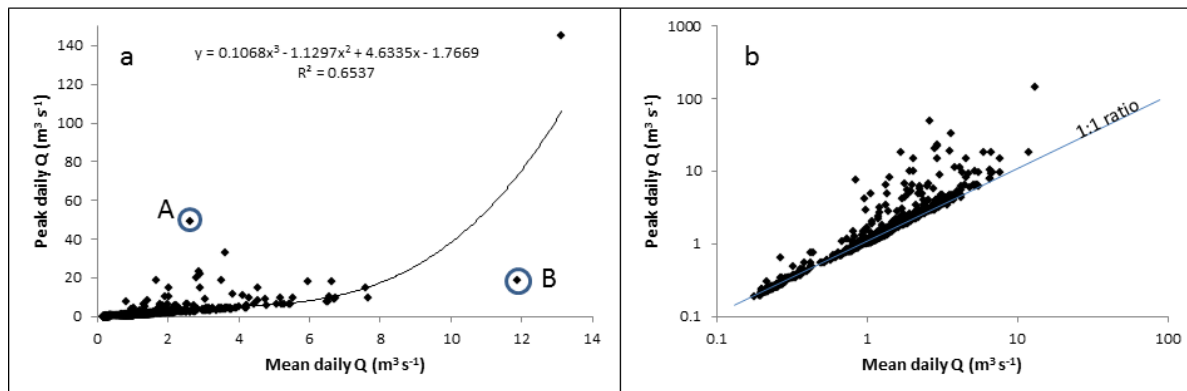 a
y = 0.1068x³ - 1.1297x² + 4.6335x - 1.7669
R² = 0.6537
Peak daily Q (m³ s⁻¹)
140
120
100
80
60
40
20
0
A
B
0 2 4 6 8 10 12 14
Mean daily Q (m³ s⁻¹)
b
Peak daily Q (m³ s⁻¹)
1000
100
10
1
0.1
1:1 ratio
0.1 1 10 100
Mean daily Q (m³ s⁻¹)